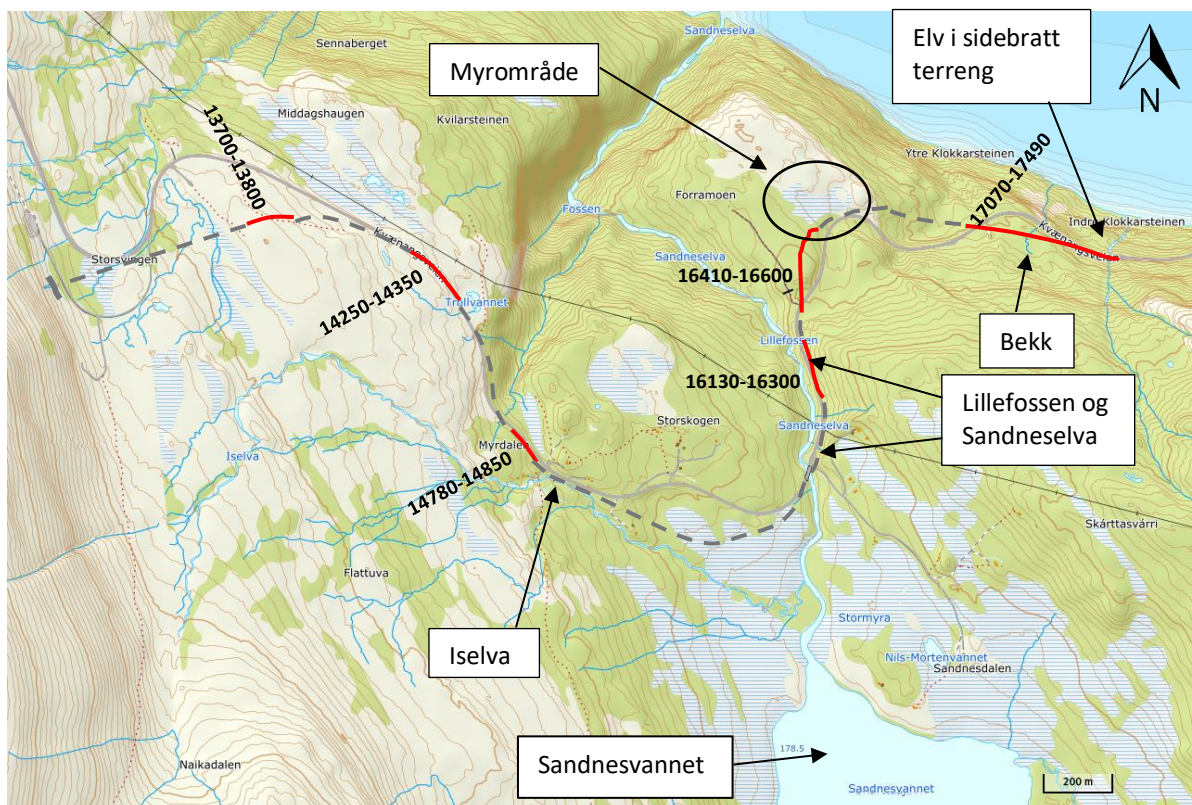 Sandneselva
Elv i sidebratt
terreng
Sennaberget
Myrområde
N
Middagshaugen
Kvilarsteinen
13700-13800
Ytre Klokkarsteinen
17070-17490
Forramoen
Fossen
Indre Klokkarsteinen
Kvænangsveien
Kvænangsveien
Storsvingen
Sandneselva
16410-16600
14250-14350
Trollvannet
Lillefossen
Bekk
16130-16300
Lillefossen og
Sandneselva
Storskogen
Sandneselva
Myrdalen
Iselva
14780-14850
Skárttasvárri
Flattuva
Stormyra
Iselva
Nils-Mortenvannet
Sandnesdalen
178.5
Sandnesvannet
Naikadalen
200 m
Sandnesvannet